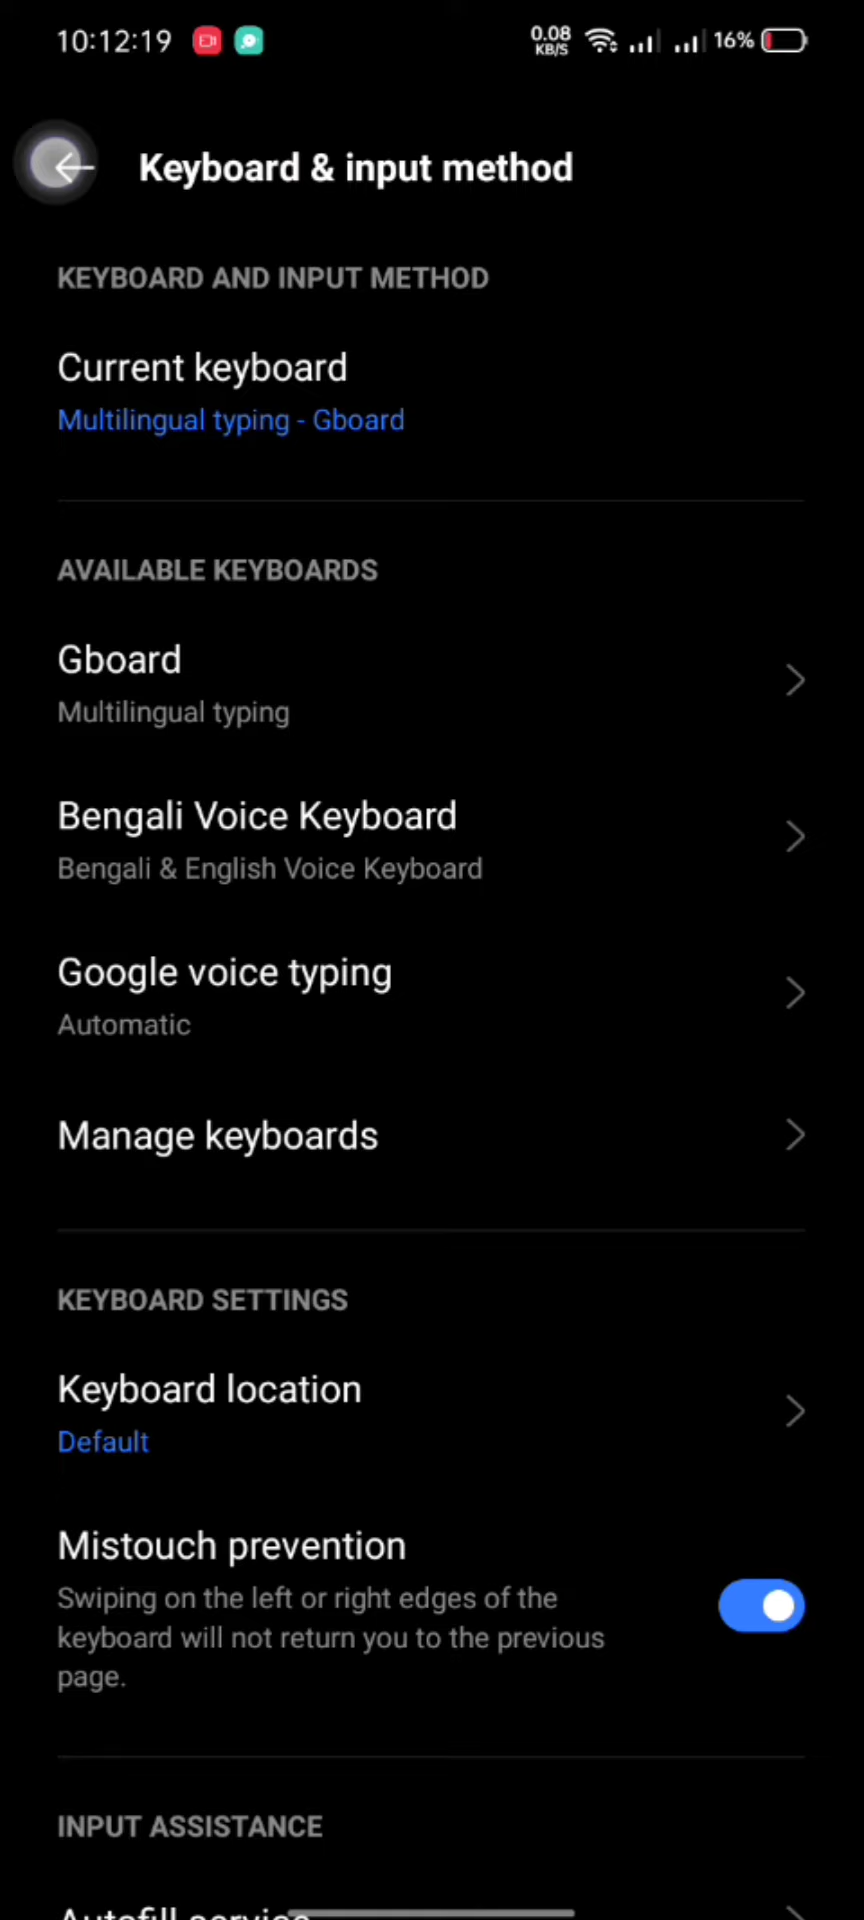 10:12:19 0.08 KB/S 16%
Keyboard & input method
KEYBOARD AND INPUT METHOD
Current keyboard
Multilingual typing - Gboard
AVAILABLE KEYBOARDS
Gboard
Multilingual typing
Bengali Voice Keyboard
Bengali & English Voice Keyboard
Google voice typing
Automatic
Manage keyboards
KEYBOARD SETTINGS
Keyboard location
Default
Mistouch prevention
Swiping on the left or right edges of the
keyboard will not return you to the previous
page.
INPUT ASSISTANCE
Autofill service